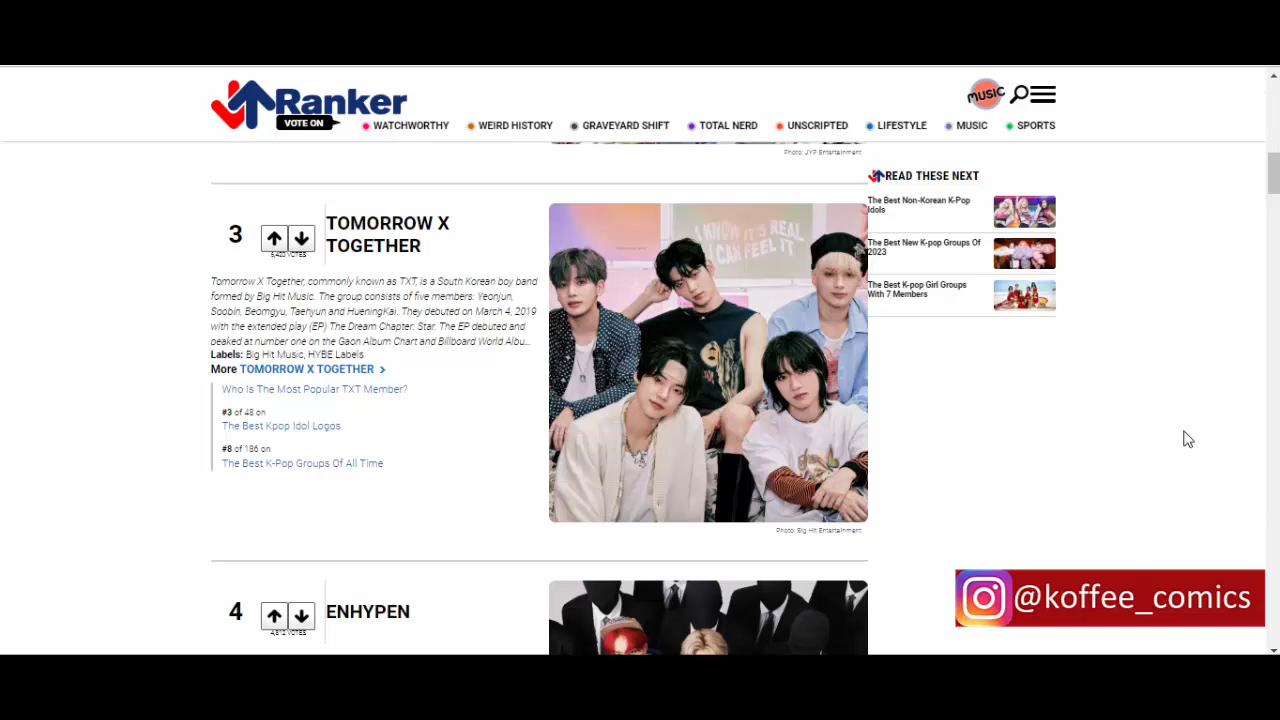 Ranker
VOTE ON
MUSIC
WATCHWORTHY
WEIRD HISTORY
GRAVEYARD SHIFT
TOTAL NERD
UNSCRIPTED
LIFESTYLE
MUSIC
SPORTS
Photo: JYP Entertainment
READ THESE NEXT
The Best Non-Korean K-Pop
Idols
The Best New K-pop Groups Of
2023
The Best K-pop Girl Groups
With 7 Members
3
TOMORROW X
TOGETHER
VOTES
Tomorrow X Together, commonly known as TXT, is a South Korean boy band
formed by Big Hit Music. The group consists of five members: Yeonjun,
Soobin, Beomgyu, Taehyun and HueningKai. They debuted on March 4, 2019
with the extended play (EP) The Dream Chapter: Star. The EP debuted and
peaked at number one on the Gaon Album Chart and Billboard World Albu...
Labels: Big Hit Music, HYBE Labels
More TOMORROW X TOGETHER >
Who Is The Most Popular TXT Member?
#3 of 48 on
The Best Kpop Idol Logos
#8 of 186 on
The Best K-Pop Groups Of All Time
I KNOW IT'S REAL
I CAN FEEL IT
Photo: Big Hit Entertainment
4
ENHYPEN
VOTES
@koffee_comics